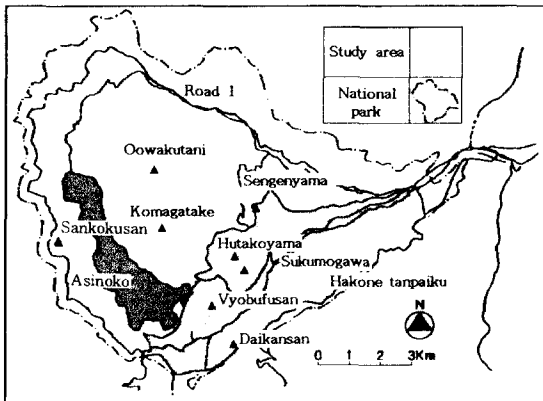 Study area
National
park
Road 1
Oowakutani
Sengenyama
Komagatake
Sankokusan
Hutakoyama
Sukumogawa
Asinoko
Hakone tanpaiku
Vyobufusan
N
Daikansan
0 1 2 3Km